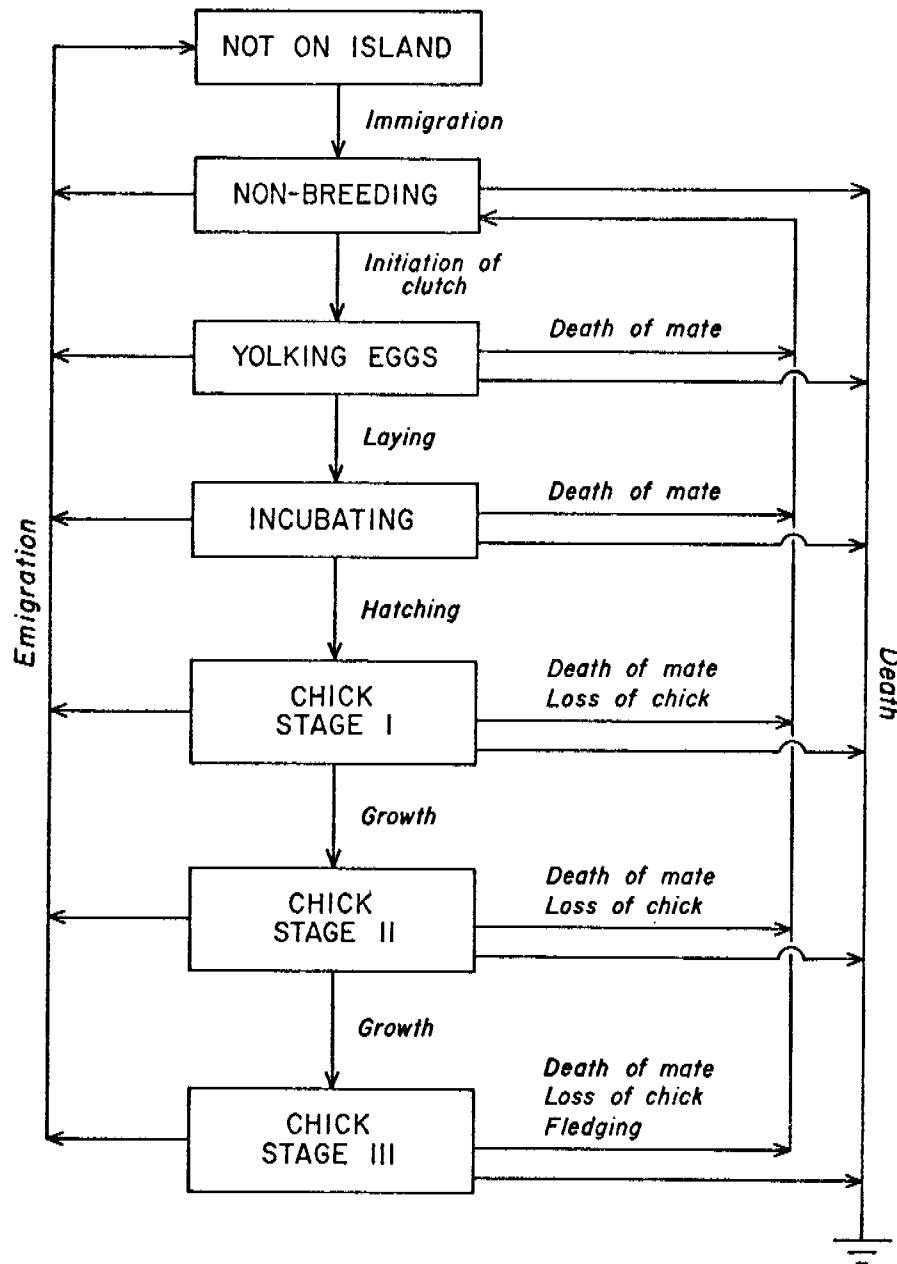 NOT ON ISLAND
Immigration
NON-BREEDING
Initiation of
clutch
YOLKING EGGS
Death of mate
Laying
INCUBATING
Death of mate
Emigration
Hatching
CHICK
STAGE I
Death of mate
Loss of chick
Death
Growth
CHICK
STAGE II
Death of mate
Loss of chick
Growth
CHICK
STAGE III
Death of mate
Loss of chick
Fledging